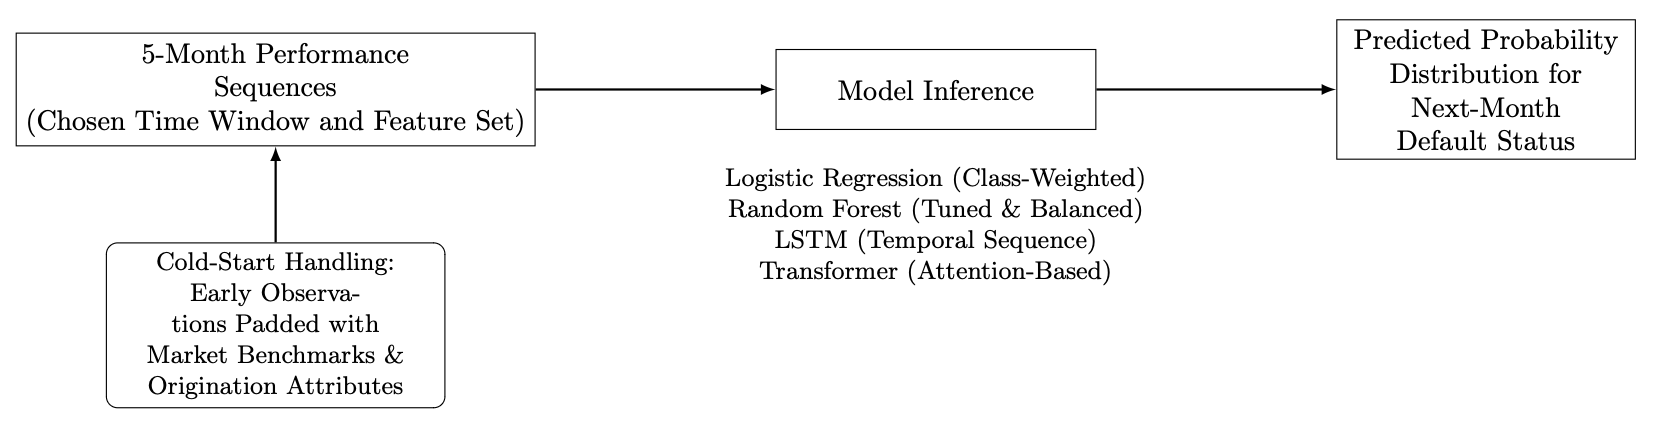 5-Month Performance
Sequences
(Chosen Time Window and Feature Set)
Model Inference
Predicted Probability
Distribution for
Next-Month
Default Status
Logistic Regression (Class-Weighted)
Random Forest (Tuned & Balanced)
LSTM (Temporal Sequence)
Transformer (Attention-Based)
Cold-Start Handling:
Early Observa-
tions Padded with
Market Benchmarks &
Origination Attributes